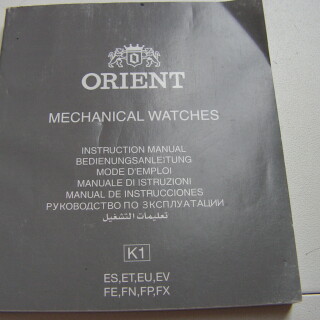 ORIENT
MECHANICAL WATCHES
INSTRUCTION MANUAL
BEDIENUNGSANLEITUNG
MODE D'EMPLOI
MANUALE DI ISTRUZIONI
MANUAL DE INSTRUCCIONES
РУКОВОДСТВО ПО ЭКСПЛУАТАЦИИ
تعليمات التشغيل
K1
ES,ET,EU,EV
FE,FN,FP,FX